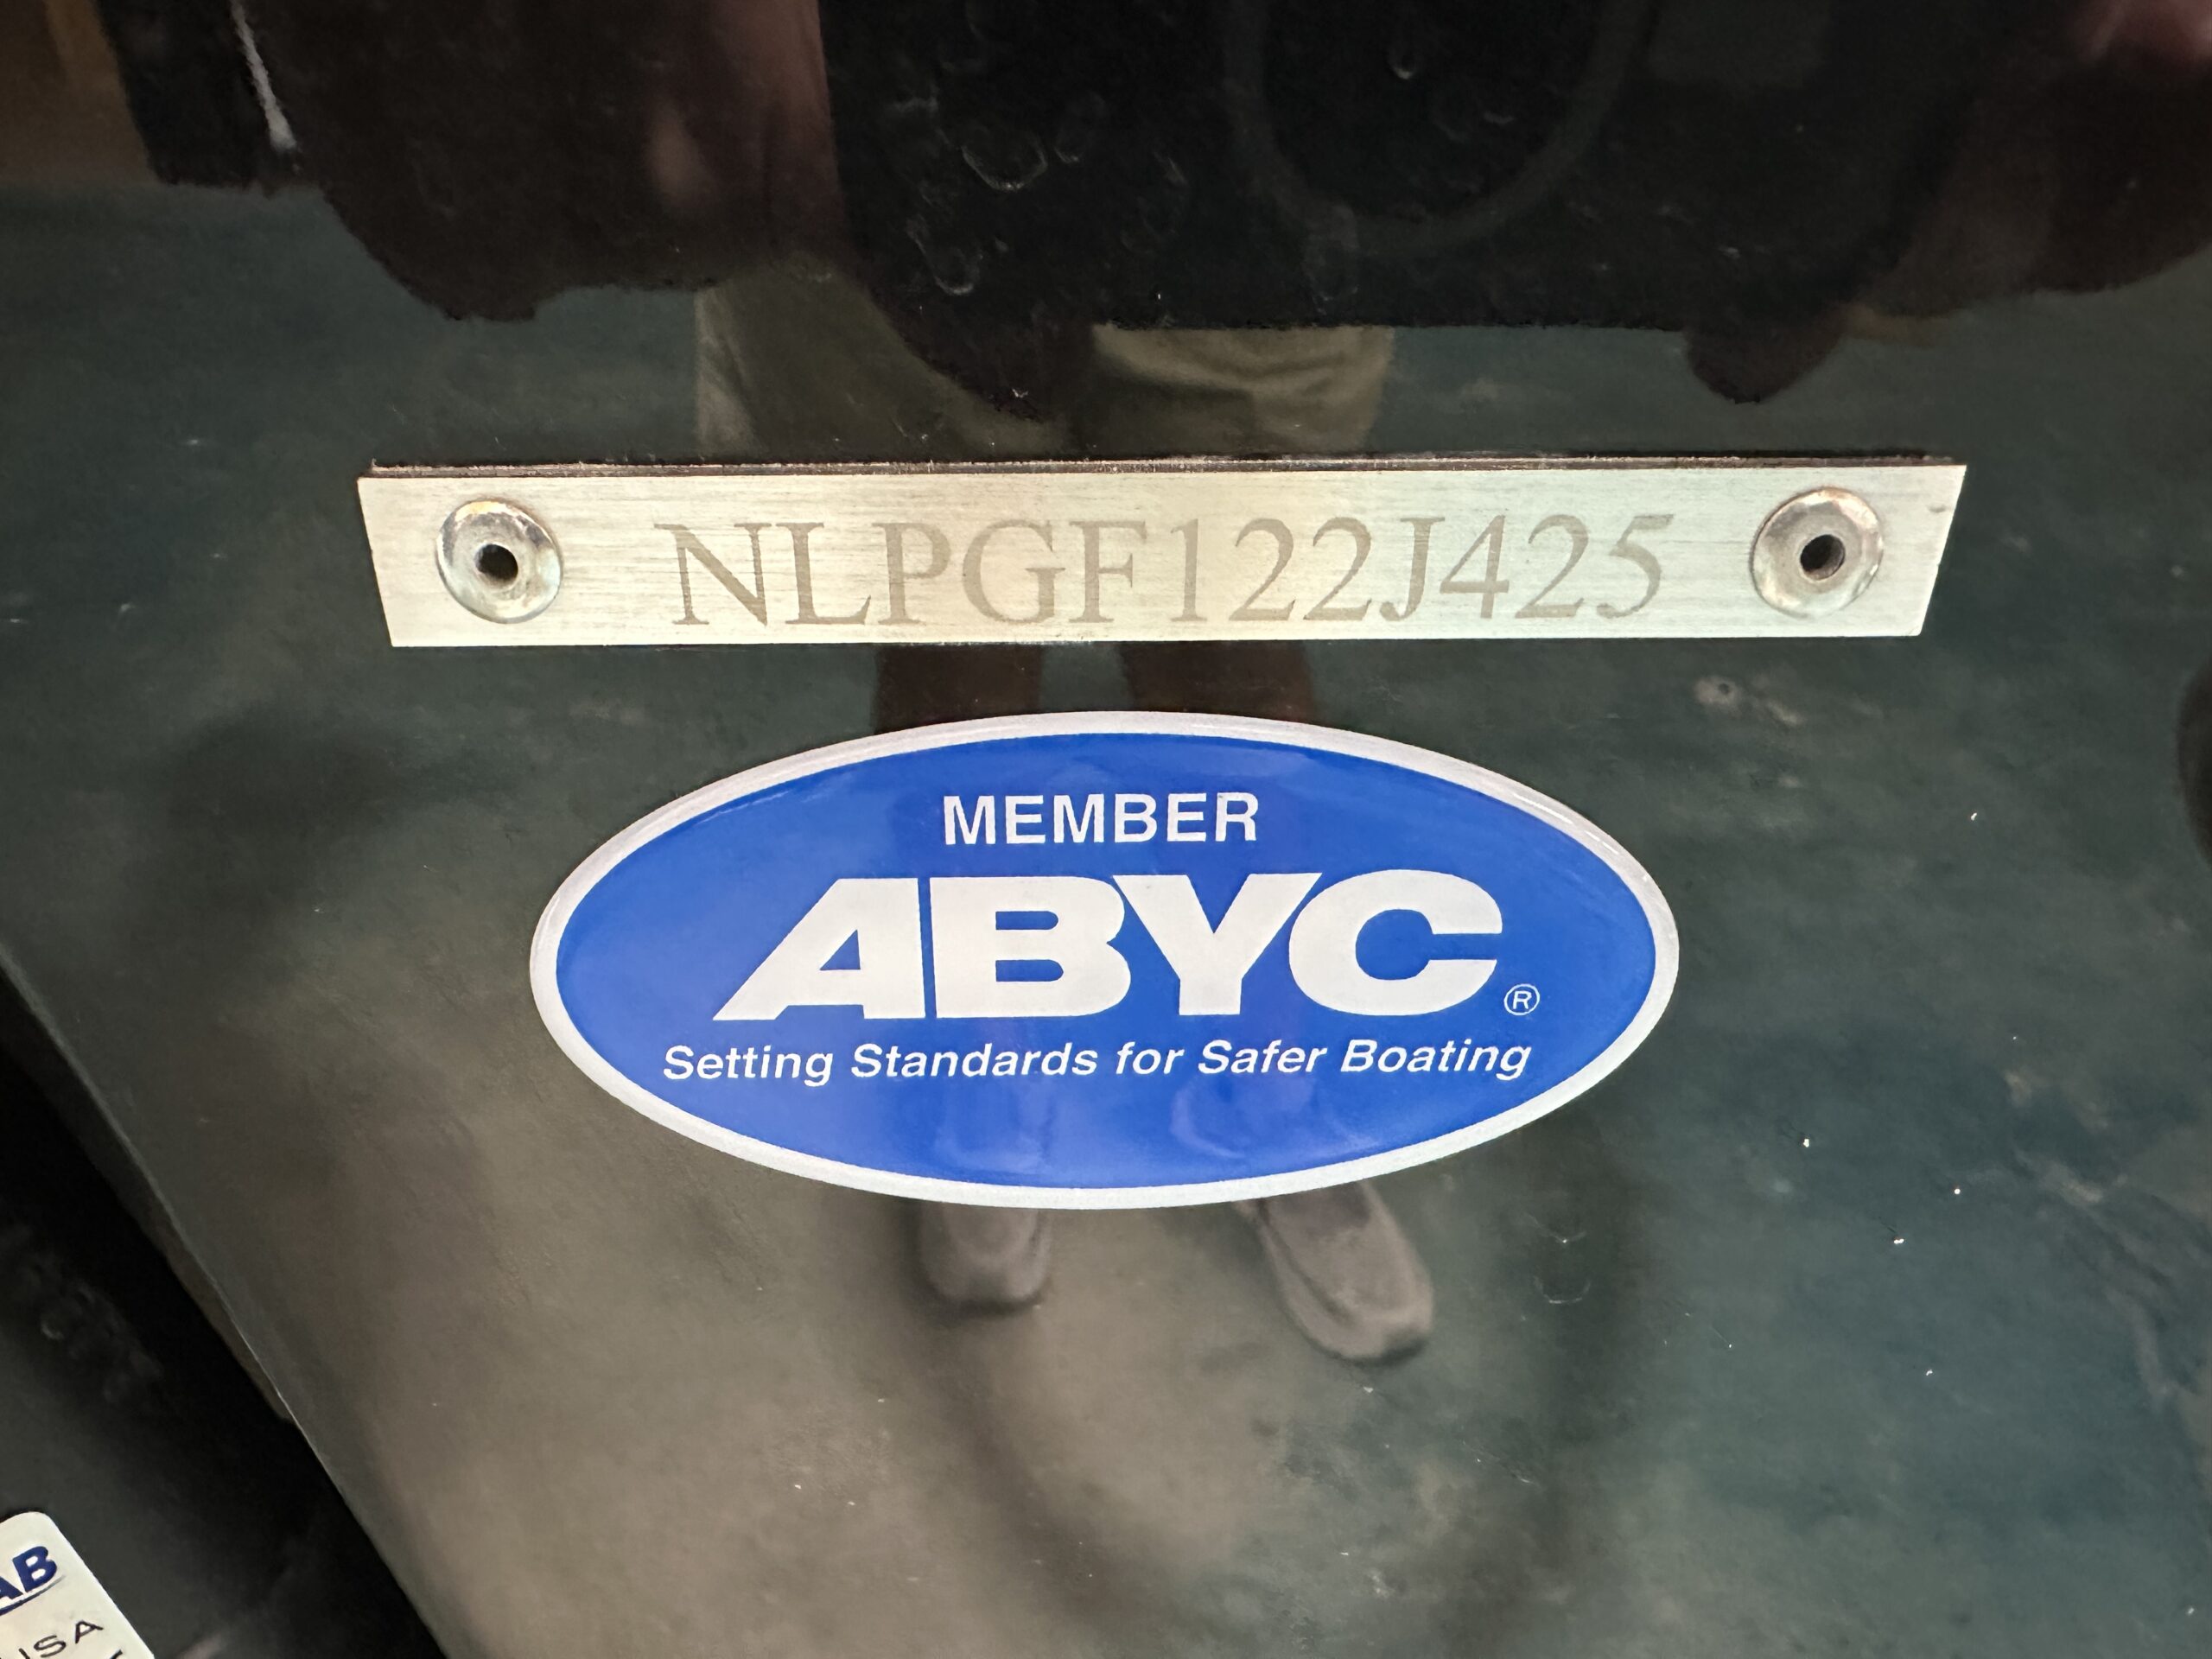 NLPGF122J425
MEMBER
ABYC®
Setting Standards for Safer Boating